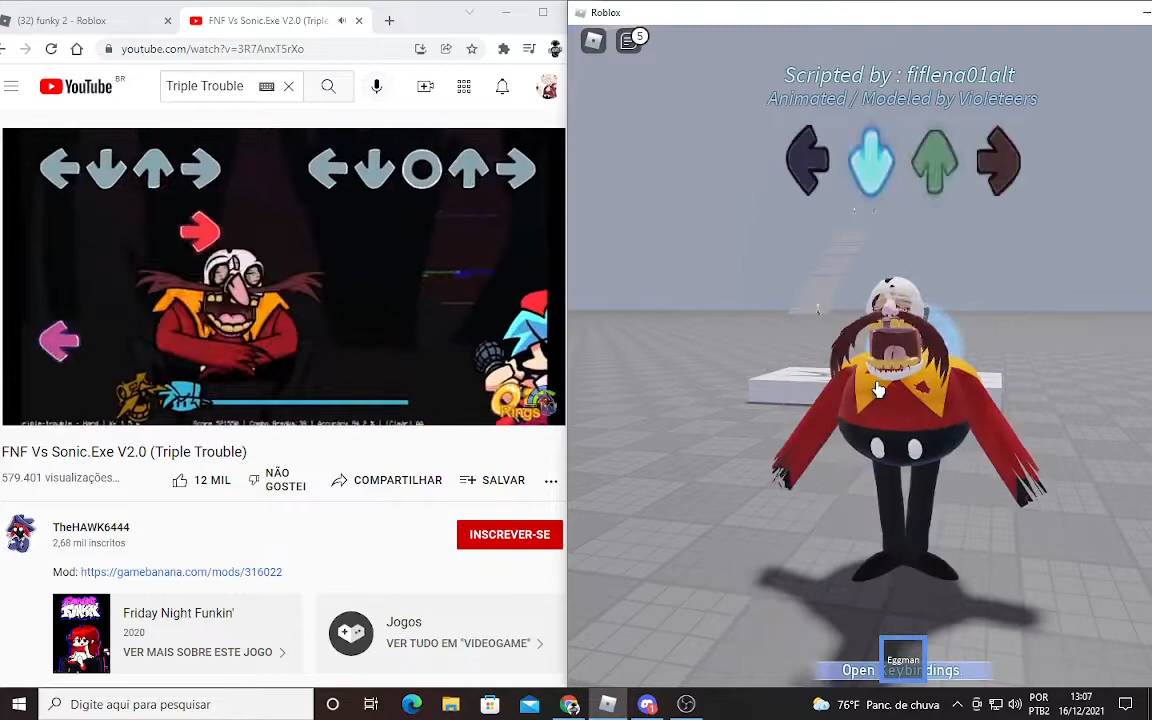 (32) funky 2 - Roblox
FNF Vs Sonic.Exe V2.0 (Triple
youtube.com/watch?v=3R7AnxT5rXo
YouTube BR
Triple Trouble
Rings
FNF Vs Sonic.Exe V2.0 (Triple Trouble)
579.401 visualizações...
12 MIL
NÃO
GOSTEI
COMPARTILHAR
SALVAR
TheHAWK6444
2,68 mil inscritos
INSCREVER-SE
Mod: https://gamebanana.com/mods/316022
Friday Night Funkin'
2020
VER MAIS SOBRE ESTE JOGO
Jogos
VER TUDO EM "VIDEOGAME"
Roblox
5
Scripted by : fiflena01alt
Animated / Modeled by Violeteers
Eggman
Open Keybindings.
Digite aqui para pesquisar
1
76°F Panc. de chuva
POR
PTB2
13:07
16/12/2021